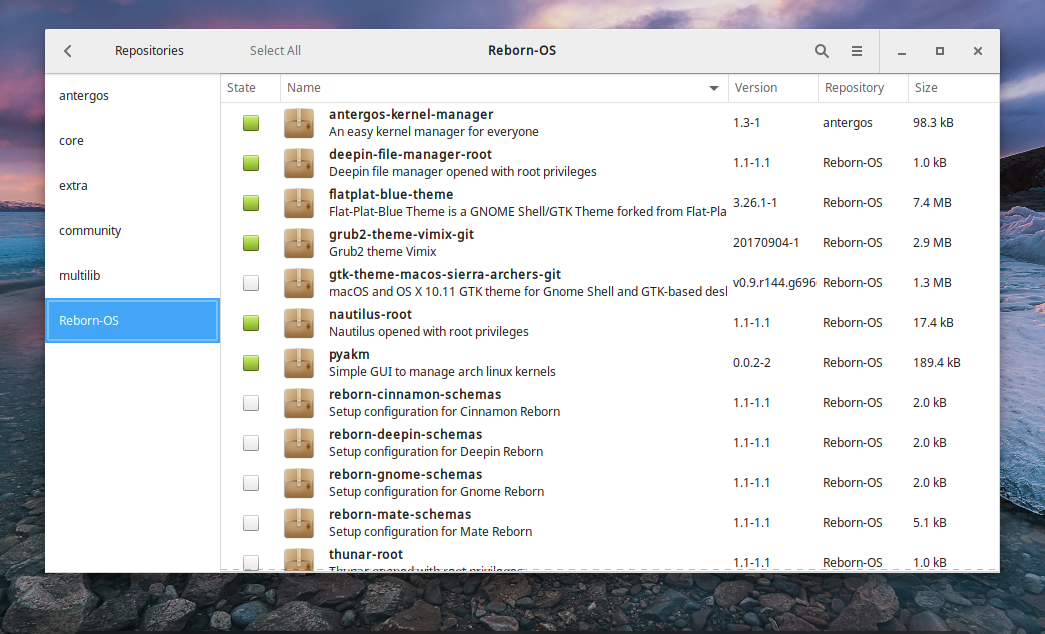 Repositories Select All Reborn-OS
antergos
core
extra
community
multilib
Reborn-OS
State Name Version Repository Size
antergos-kernel-manager
An easy kernel manager for everyone
1.3-1 antergos 98.3 kB
deepin-file-manager-root
Deepin file manager opened with root privileges
1.1-1.1 Reborn-OS 1.0 kB
flatplat-blue-theme
Flat-Plat-Blue Theme is a GNOME Shell/GTK Theme forked from Flat-Pla
3.26.1-1 Reborn-OS 7.4 MB
grub2-theme-vimix-git
Grub2 theme Vimix
20170904-1 Reborn-OS 2.9 MB
gtk-theme-macos-sierra-archers-git
macOS and OS X 10.11 GTK theme for Gnome Shell and GTK-based desl
v0.9.r144.g696 Reborn-OS 1.3 MB
nautilus-root
Nautilus opened with root privileges
1.1-1.1 Reborn-OS 17.4 kB
pyakm
Simple GUI to manage arch linux kernels
0.0.2-2 Reborn-OS 189.4 kB
reborn-cinnamon-schemas
Setup configuration for Cinnamon Reborn
1.1-1.1 Reborn-OS 2.0 kB
reborn-deepin-schemas
Setup configuration for Deepin Reborn
1.1-1.1 Reborn-OS 2.0 kB
reborn-gnome-schemas
Setup configuration for Gnome Reborn
1.1-1.1 Reborn-OS 2.0 kB
reborn-mate-schemas
Setup configuration for Mate Reborn
1.1-1.1 Reborn-OS 5.1 kB
thunar-root
Thunar opened with root privileges
1.1-1.1 Reborn-OS 1.0 kB